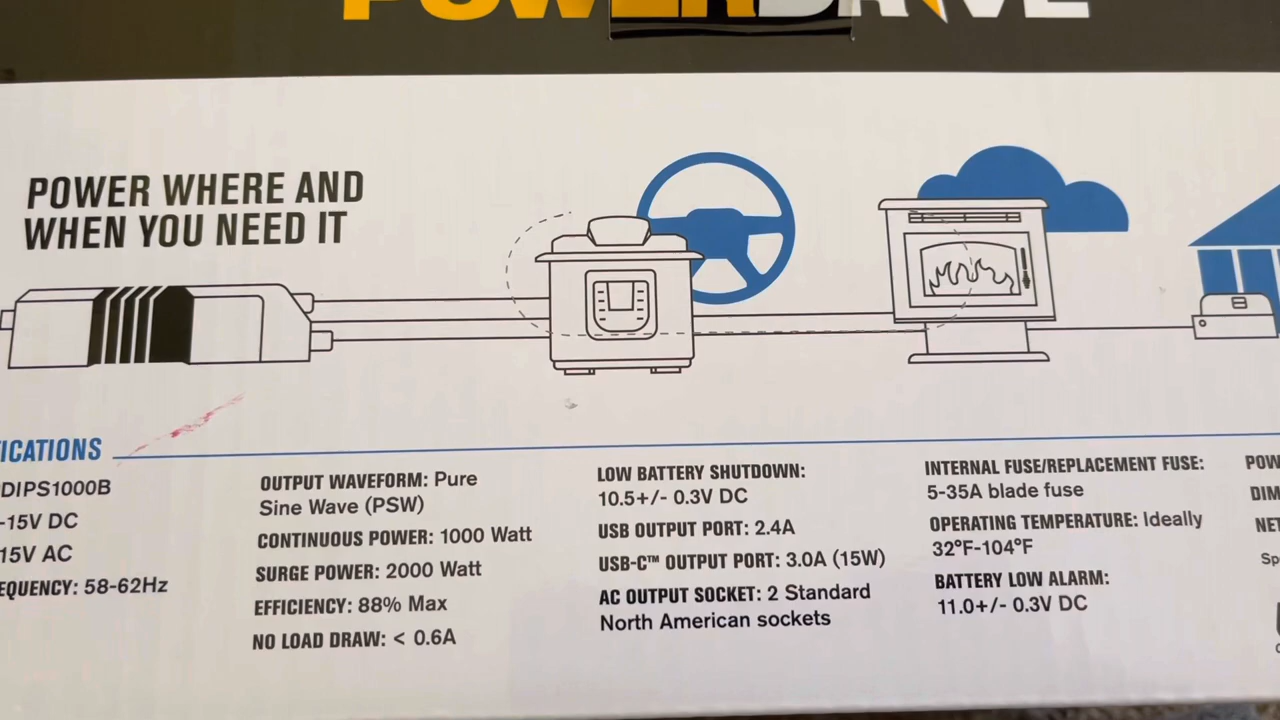 POWERDRIVE
POWER WHERE AND
WHEN YOU NEED IT
ICATIONS
DIPS1000B
-15V DC
15V AC
EQUENCY: 58-62Hz
OUTPUT WAVEFORM: Pure
Sine Wave (PSW)
CONTINUOUS POWER: 1000 Watt
SURGE POWER: 2000 Watt
EFFICIENCY: 88% Max
NO LOAD DRAW: < 0.6A
LOW BATTERY SHUTDOWN:
10.5+/- 0.3V DC
USB OUTPUT PORT: 2.4A
USB-C™ OUTPUT PORT: 3.0A (15W)
AC OUTPUT SOCKET: 2 Standard
North American sockets
INTERNAL FUSE/REPLACEMENT FUSE:
5-35A blade fuse
OPERATING TEMPERATURE: Ideally
32°F-104°F
BATTERY LOW ALARM:
11.0+/- 0.3V DC
POW
DIM
NET
Sp